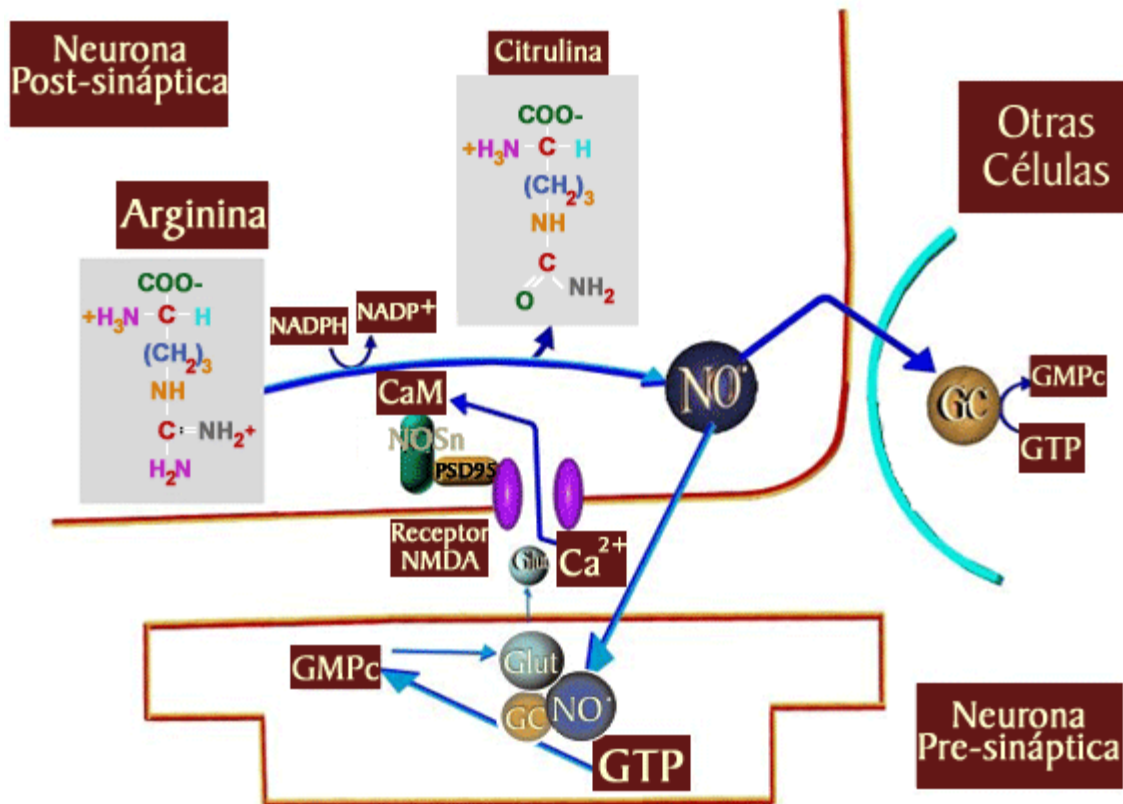 Neurona
Post-sináptica
Citrulina
COO-
+H₃N C H
(CH₂)₃
NH
C
O NH₂
Otras
Células
Arginina
COO-
+H₃N C H
(CH₂)₃
NH
C NH₂+
H₂N
NADPH
NADP+
CaM
NOSn
PSD95
NO·
GC
GMPc
GTP
Receptor
NMDA
Glut
Ca²⁺
GMPc
Glut
GC
NO·
GTP
Neurona
Pre-sináptica